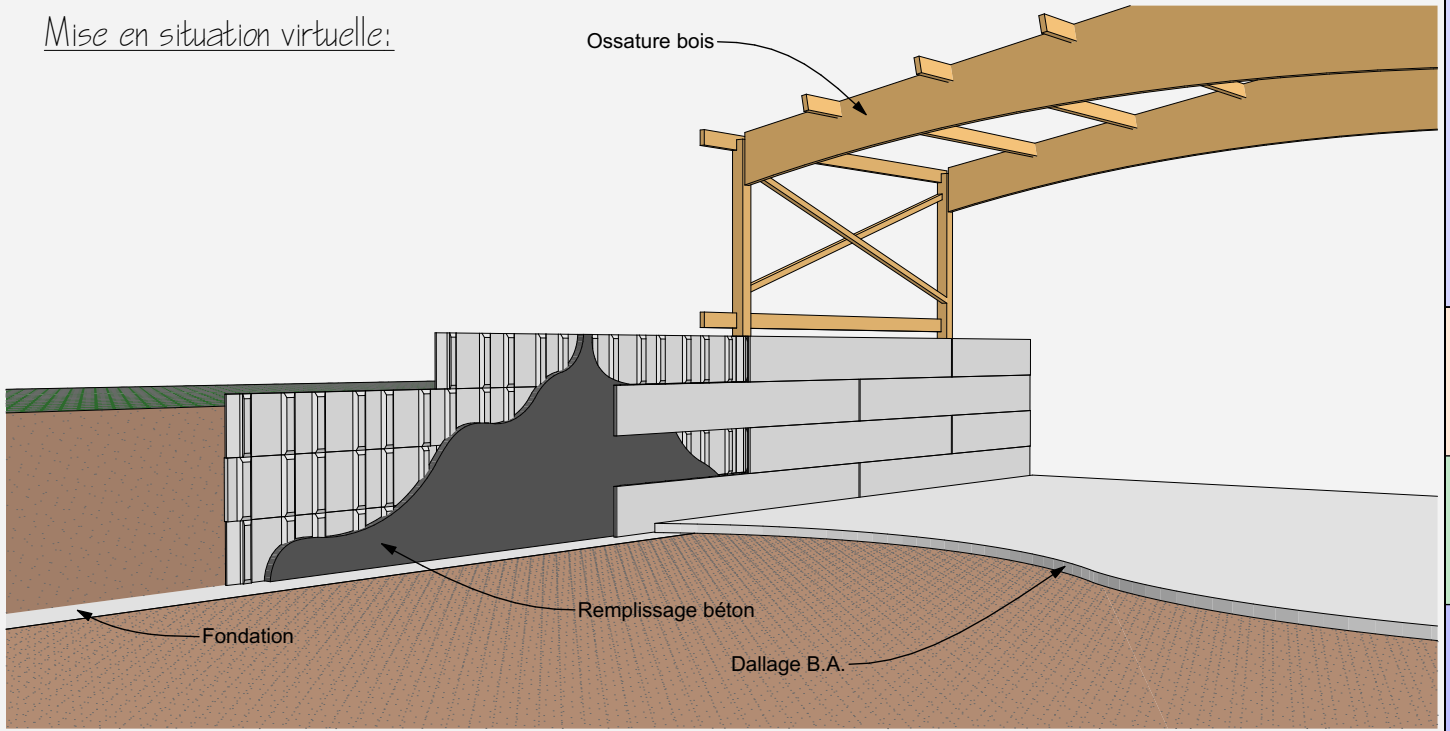 Mise en situation virtuelle:
Ossature bois
Remplissage béton
Fondation
Dallage B.A.